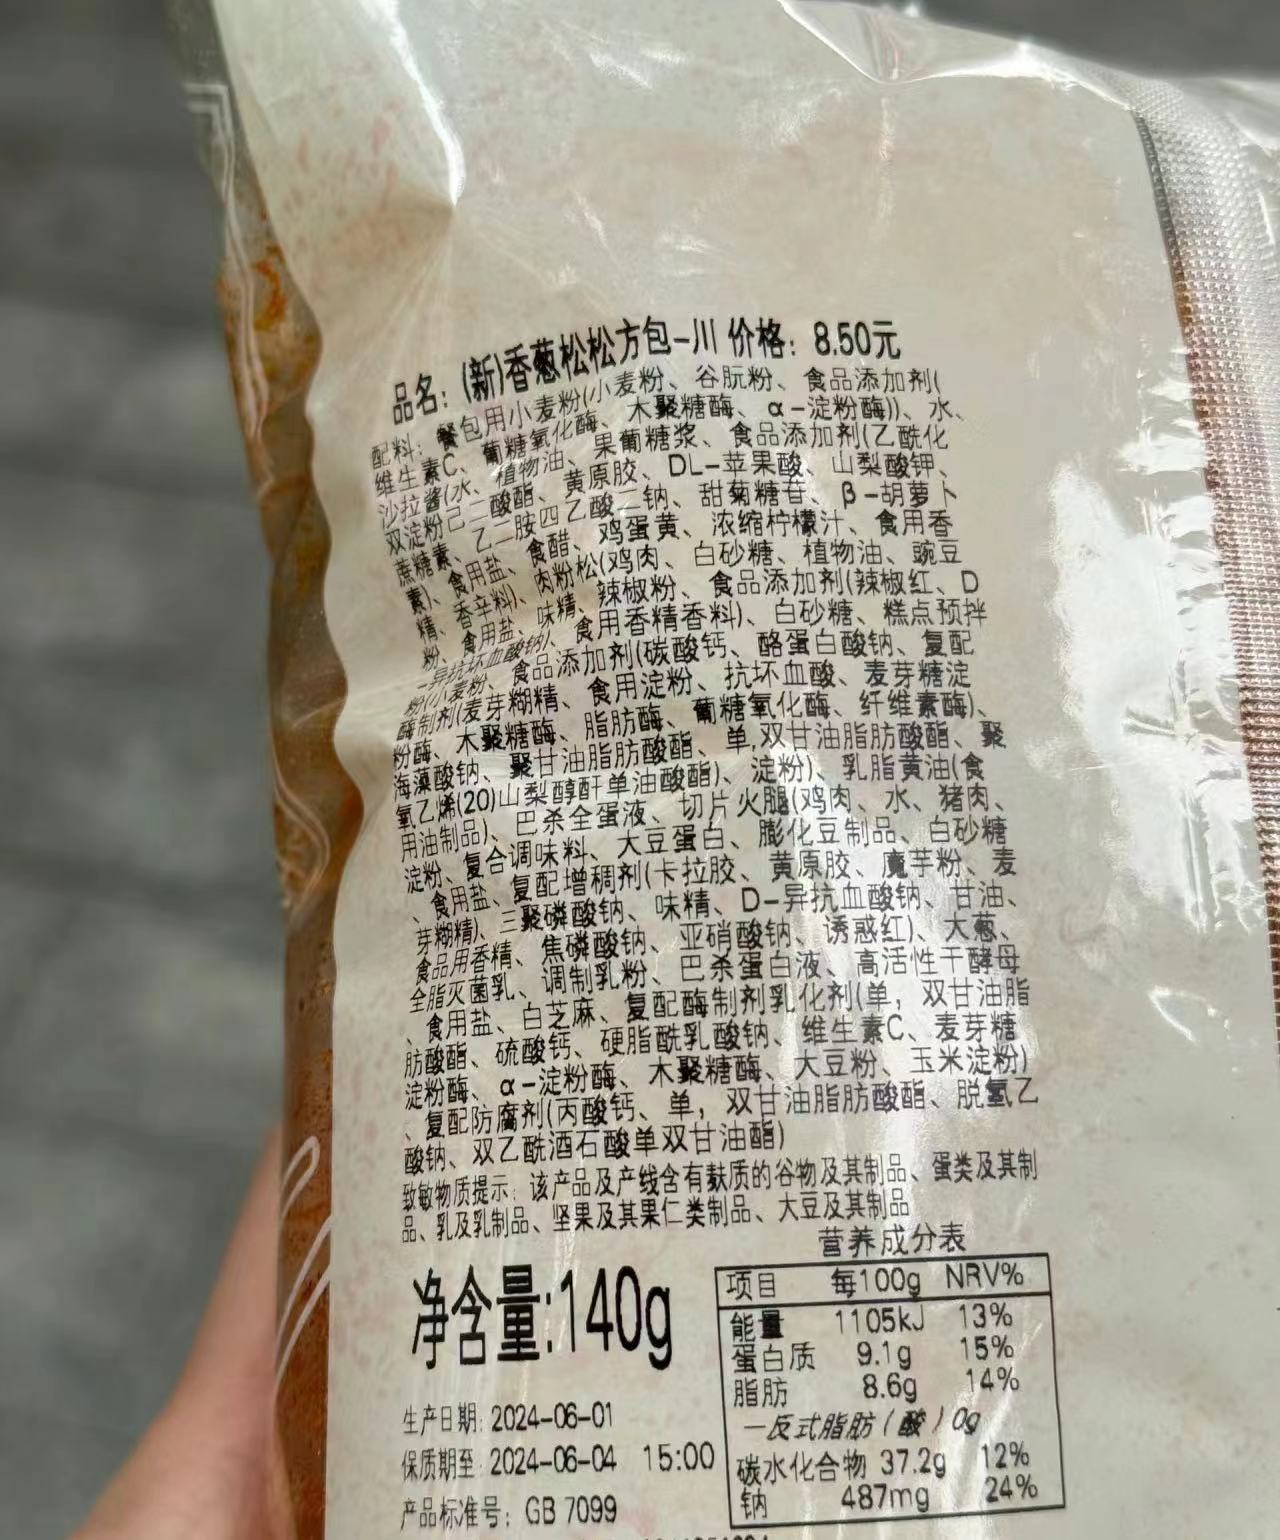 品名:(新)香葱松松方包-川 价格: 8.50元
配料: 餐包用小麦粉(小麦粉、谷朊粉、食品添加剂(
维生素C、葡糖氧化酶、木聚糖酶、α-淀粉酶))、水、
沙拉酱(水、植物油、果葡糖浆、食品添加剂(乙酰化
双淀粉己二酸酯、黄原胶、DL-苹果酸、山梨酸钾、
蔗糖素、乙二胺四乙酸二钠、甜菊糖苷、β-胡萝卜
素)、食用盐、食醋、鸡蛋黄、浓缩柠檬汁、食用香
精、香辛料)、肉粉松(鸡肉、白砂糖、植物油、豌豆
粉、食用盐、味精、辣椒粉、食品添加剂(辣椒红、D
-异抗坏血酸钠)、食用香精香料)、白砂糖、糕点预拌
粉(小麦粉、食品添加剂(碳酸钙、酪蛋白酸钠、复配
酶制剂(麦芽糊精、食用淀粉、抗坏血酸、麦芽糖淀
粉酶、木聚糖酶、脂肪酶、葡糖氧化酶、纤维素酶)、
海藻酸钠、聚甘油脂肪酸酯、单,双甘油脂肪酸酯、聚
氧乙烯(20)山梨醇酐单油酸酯)、淀粉)、乳脂黄油(食
用油制品)、巴杀全蛋液、切片火腿(鸡肉、水、猪肉、
淀粉、复合调味料、大豆蛋白、膨化豆制品、白砂糖
、食用盐、复配增稠剂(卡拉胶、黄原胶、魔芋粉、麦
芽糊精)、三聚磷酸钠、味精、D-异抗血酸钠、甘油、
食品用香精、焦磷酸钠、亚硝酸钠、诱惑红)、大葱、
全脂灭菌乳、调制乳粉、巴杀蛋白液、高活性干酵母
、食用盐、白芝麻、复配酶制剂乳化剂(单，双甘油脂
肪酸酯、硫酸钙、硬脂酰乳酸钠、维生素C、麦芽糖
淀粉酶、α-淀粉酶、木聚糖酶、大豆粉、玉米淀粉)
、复配防腐剂(丙酸钙、单，双甘油脂肪酸酯、脱氢乙
酸钠、双乙酰酒石酸单双甘油酯)
致敏物质提示: 该产品及产线含有麸质的谷物及其制品、蛋类及其制
品、乳及乳制品、坚果及其果仁类制品、大豆及其制品
营养成分表
项目 每100g NRV%
能量 1105kJ 13%
蛋白质 9.1g 15%
脂肪 8.6g 14%
—反式脂肪(酸) 0g
碳水化合物 37.2g 12%
钠 487mg 24%
净含量:140g
生产日期: 2024-06-01
保质期至 2024-06-04 15:00
产品标准号: GB 7099